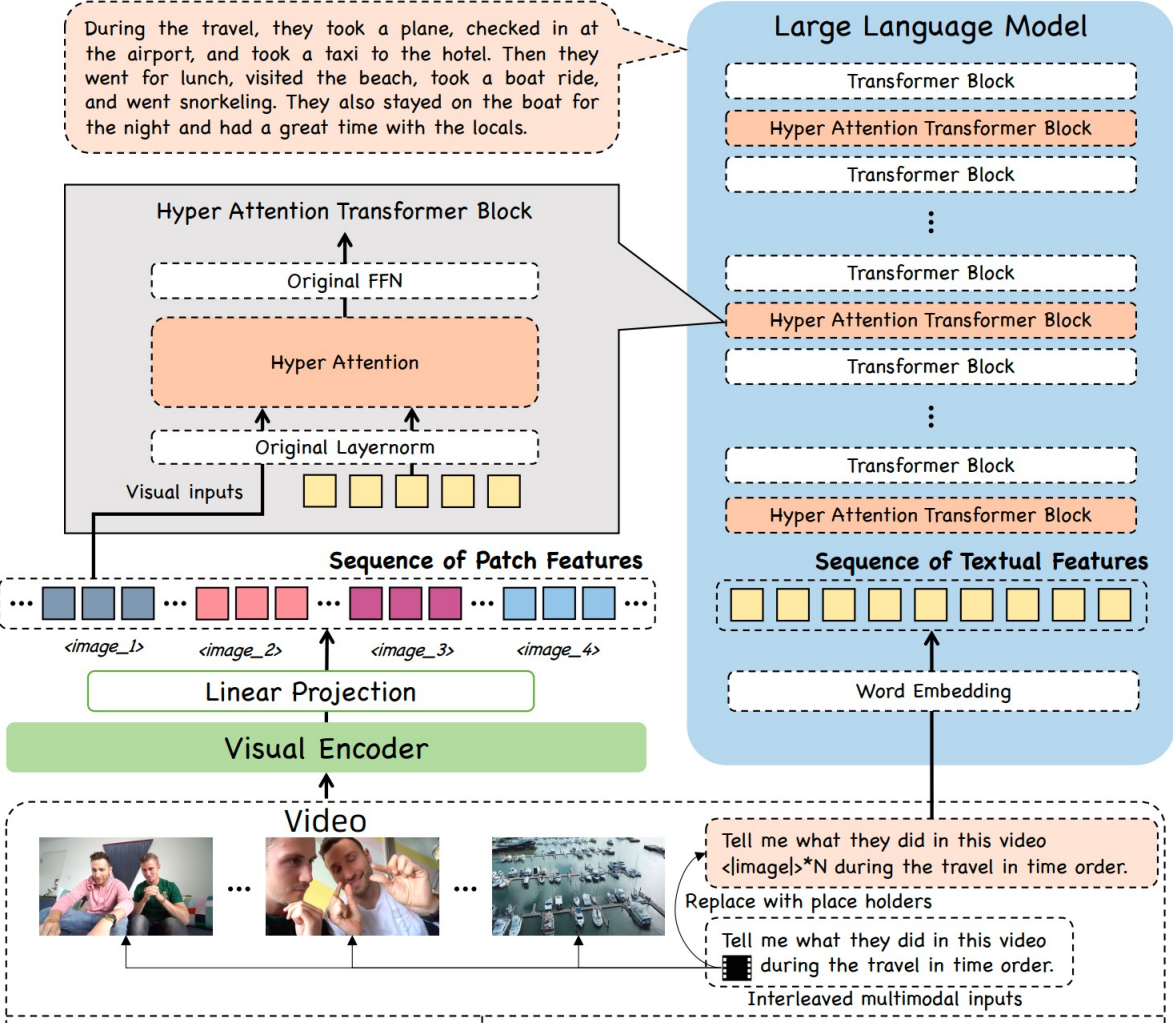 During the travel, they took a plane, checked in at
the airport, and took a taxi to the hotel. Then they
went for lunch, visited the beach, took a boat ride,
and went snorkeling. They also stayed on the boat for
the night and had a great time with the locals.
Large Language Model
Transformer Block
Hyper Attention Transformer Block
Transformer Block
Transformer Block
Hyper Attention Transformer Block
Transformer Block
Transformer Block
Hyper Attention Transformer Block
Hyper Attention Transformer Block
Original FFN
Hyper Attention
Original Layernorm
Visual inputs
Sequence of Patch Features
<image_1>
<image_2>
<image_3>
<image_4>
Linear Projection
Visual Encoder
Sequence of Textual Features
Word Embedding
Video
Tell me what they did in this video
<|image|>*N during the travel in time order.
Replace with place holders
Tell me what they did in this video
during the travel in time order.
Interleaved multimodal inputs